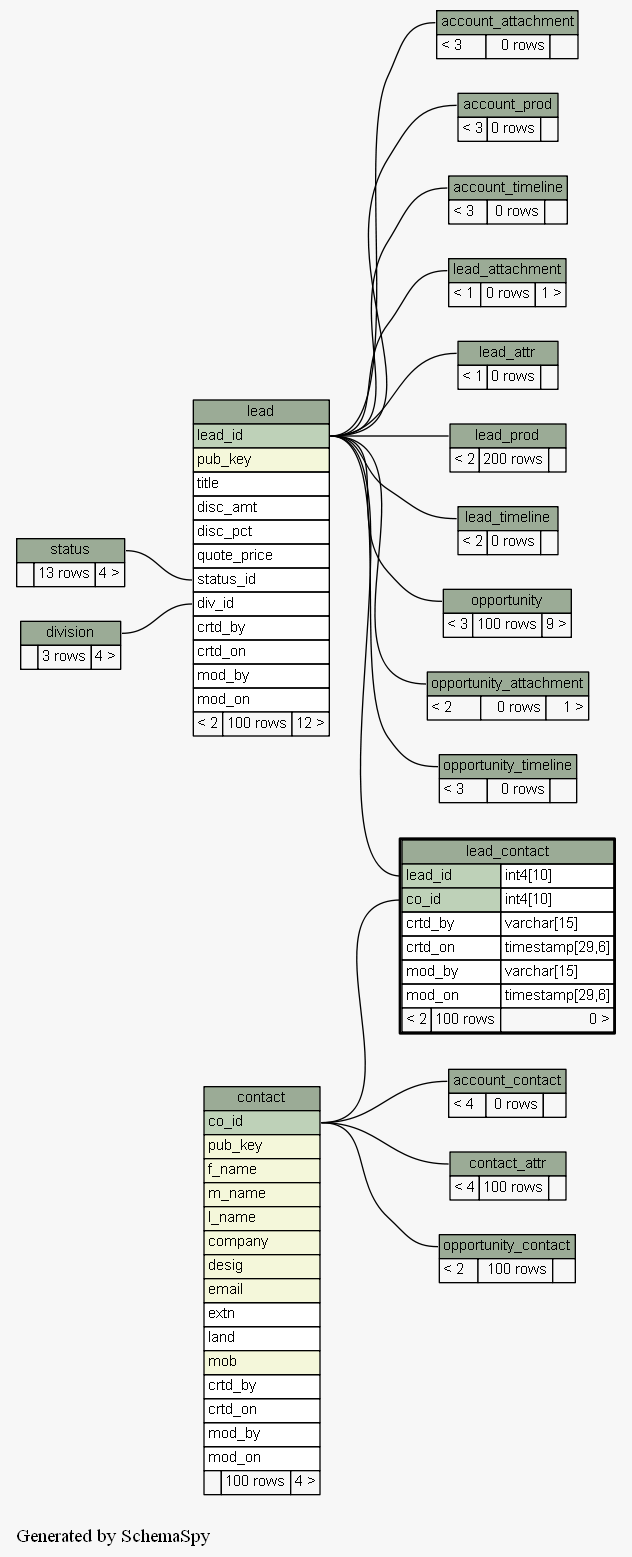 account_attachment
< 3 0 rows
account_prod
< 3 0 rows
account_timeline
< 3 0 rows
lead_attachment
< 1 0 rows 1 >
lead_attr
< 1 0 rows
lead_prod
< 2 200 rows
lead_timeline
< 2 0 rows
opportunity
< 3 100 rows 9 >
opportunity_attachment
< 2 0 rows 1 >
opportunity_timeline
< 3 0 rows
lead
lead_id
pub_key
title
disc_amt
disc_pct
quote_price
status_id
div_id
crtd_by
crtd_on
mod_by
mod_on
< 2 100 rows 12 >
status
13 rows 4 >
division
3 rows 4 >
lead_contact
lead_id int4[10]
co_id int4[10]
crtd_by varchar[15]
crtd_on timestamp[29,6]
mod_by varchar[15]
mod_on timestamp[29,6]
< 2 100 rows 0 >
account_contact
< 4 0 rows
contact_attr
< 4 100 rows
opportunity_contact
< 2 100 rows
contact
co_id
pub_key
f_name
m_name
l_name
company
desig
email
extn
land
mob
crtd_by
crtd_on
mod_by
mod_on
100 rows 4 >
Generated by SchemaSpy